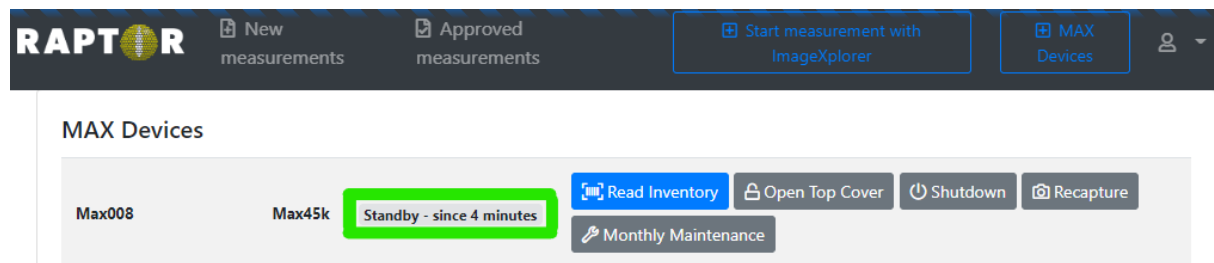 RAPTOR
New measurements
Approved measurements
Start measurement with ImageXplorer
MAX Devices
MAX Devices
Max008 Max45k Standby - since 4 minutes Read Inventory Open Top Cover Shutdown Recapture
Monthly Maintenance